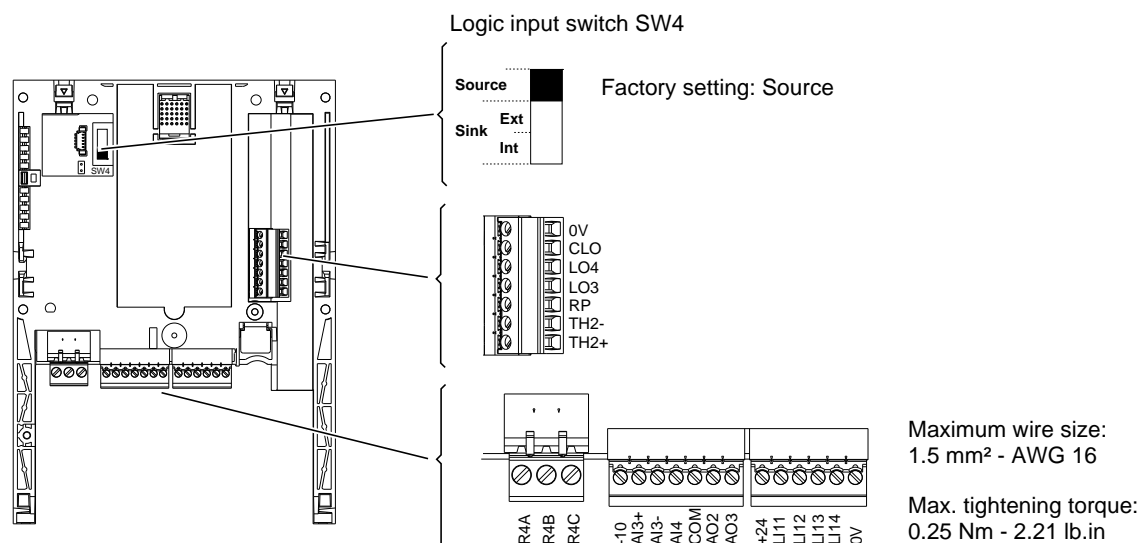 Logic input switch SW4
Source
Factory setting: Source
Ext
Sink
Int
SW4
0V
CLO
LO4
LO3
RP
TH2-
TH2+
R4A
R4B
R4C
-10
AI3+
AI3-
AI4
COM
AO2
AO3
+24
LI11
LI12
LI13
LI14
0V
Maximum wire size:
1.5 mm² - AWG 16
Max. tightening torque:
0.25 Nm - 2.21 lb.in